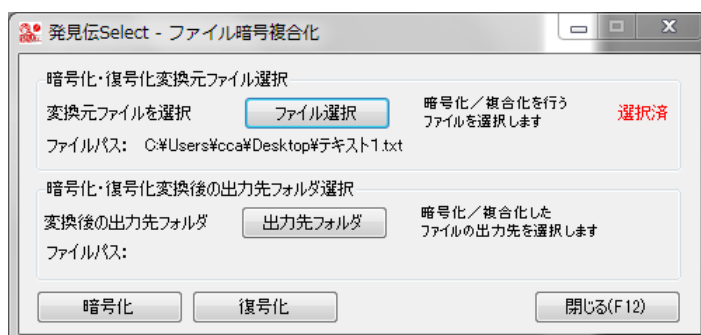 発見伝Select - ファイル暗号複合化
暗号化・復号化変換元ファイル選択
変換元ファイルを選択 ファイル選択 暗号化／複合化を行う
ファイルを選択します 選択済
ファイルパス： C:¥Users¥cca¥Desktop¥テキスト1.txt
暗号化・復号化変換後の出力先フォルダ選択
変換後の出力先フォルダ 出力先フォルダ 暗号化／複合化した
ファイルの出力先を選択します
ファイルパス：
暗号化 復号化 閉じる(F12)